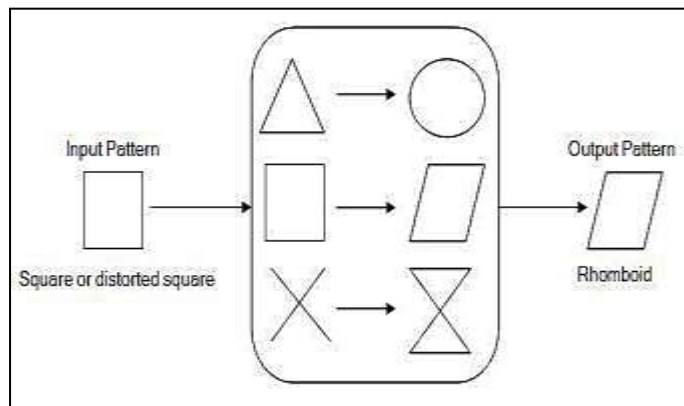 Input Pattern
Output Pattern
Square or distorted square
Rhomboid